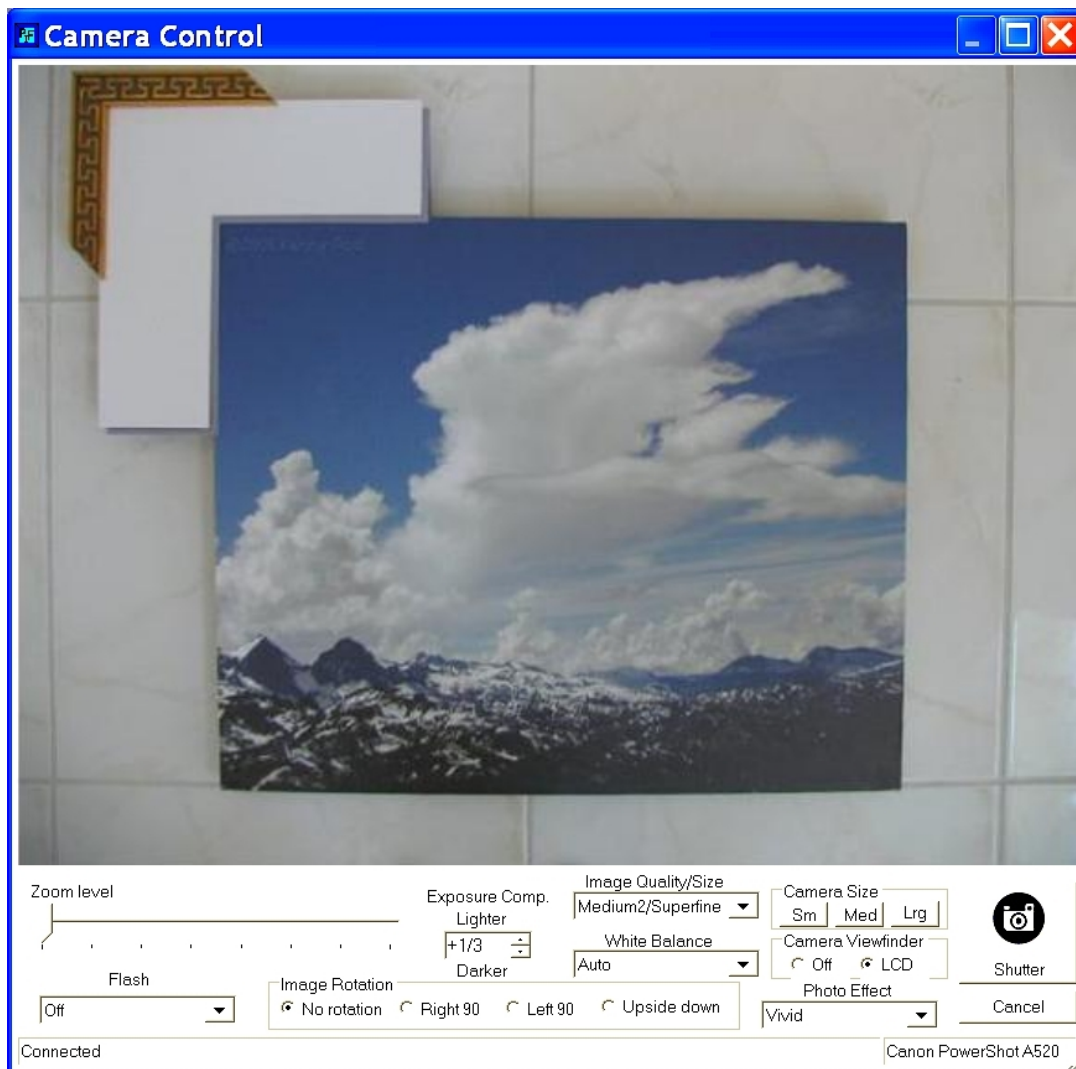 Camera Control
Zoom level
Exposure Comp.
Lighter
+1/3
Darker
Image Quality/Size
Medium2/Superfine
White Balance
Auto
Camera Size
Sm Med Lrg
Camera Viewfinder
Off LCD
Shutter
Flash
Off
Image Rotation
No rotation Right 90 Left 90 Upside down
Photo Effect
Vivid
Cancel
Connected
Canon PowerShot A520